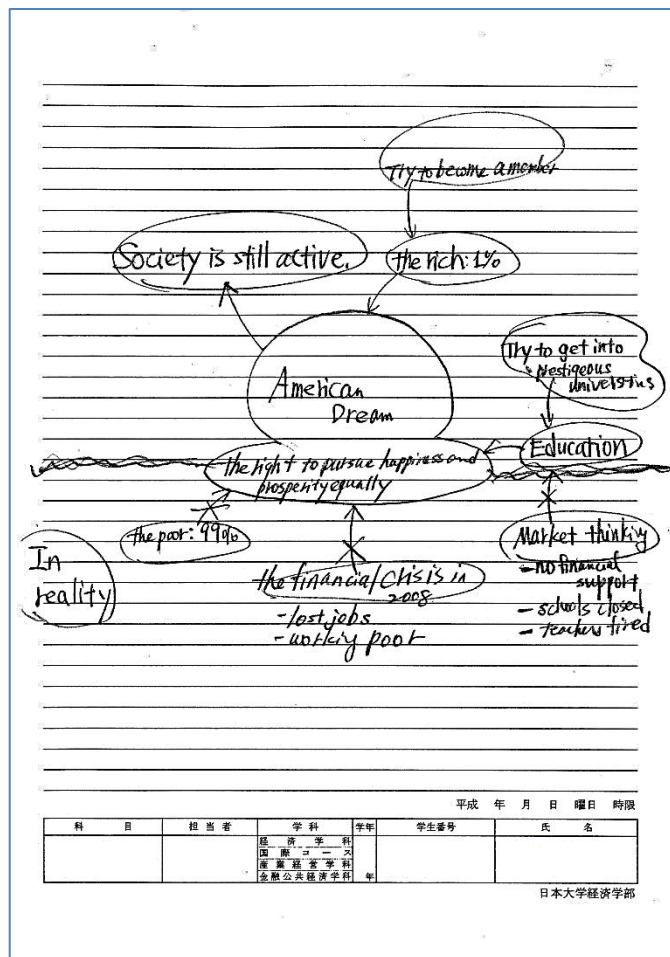 Try to become a member
Society is still active.
the rich: 1%
Try to get into
prestigeous
universities
American
Dream
Education
the right to pursue happiness and
prosperity equally
the poor: 99%
Market thinking
- no financial
support
- schools closed
- teachers fired
In
reality
the financial crisis in
2008
- lost jobs
- working poor
平成 年 月 日 曜日 時限
科 目 担当者 学科 学年 学生番号 氏 名
経済学科
国際コース
産業経営学科
金融公共経済学科 年
日本大学経済学部